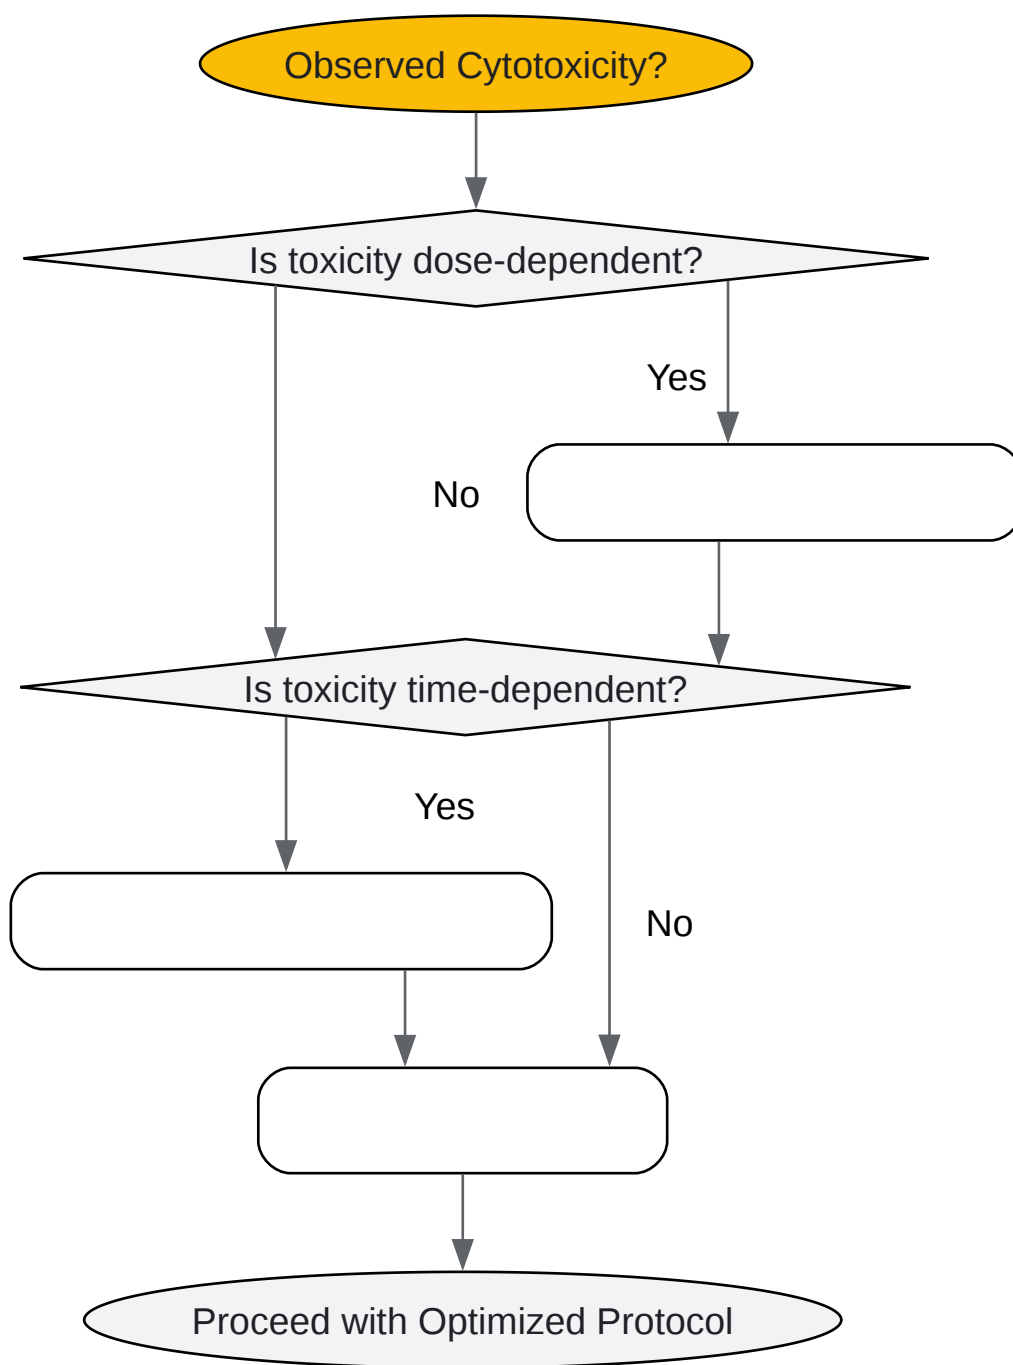 Observed Cytotoxicity?
Is toxicity dose-dependent?
Yes
No
Is toxicity time-dependent?
Yes
No
Proceed with Optimized Protocol